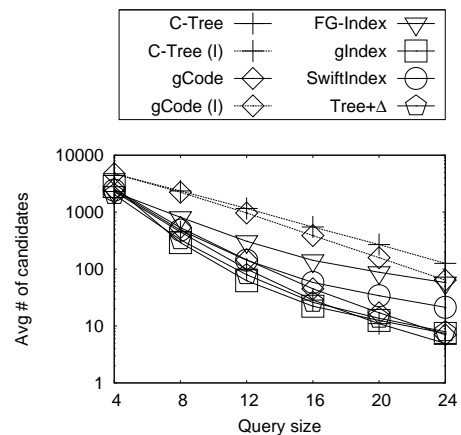 C-Tree
C-Tree (I)
gCode
gCode (I)
FG-Index
gIndex
SwiftIndex
Tree+Δ
Avg # of candidates
10000
1000
100
10
1
4 8 12 16 20 24
Query size